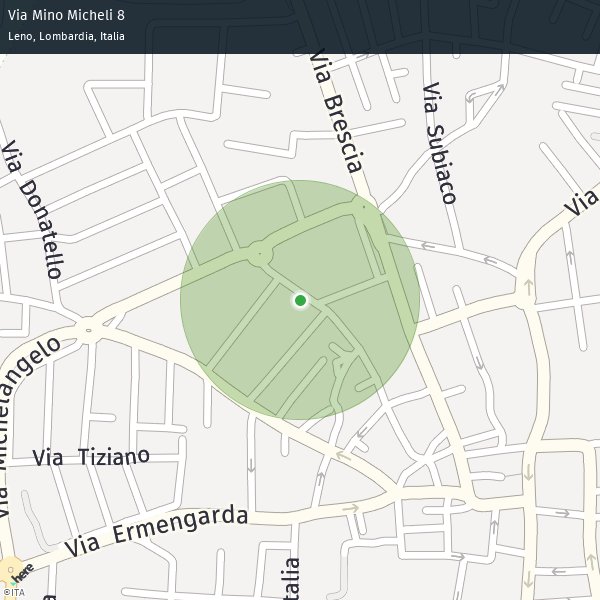 Via Mino Micheli 8
Leno, Lombardia, Italia
Via Brescia
Via Subiaco
Via Donatello
Via
Via Michelangelo
Via Tiziano
Via Ermengarda
Italia
here
©ITA